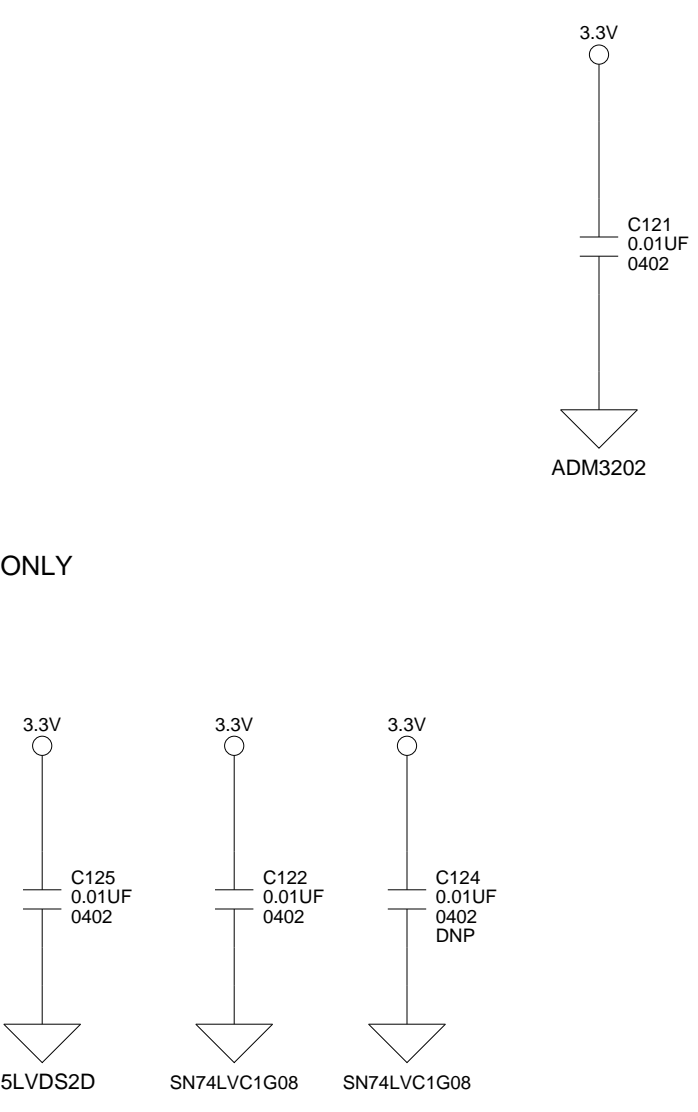 3.3V
C121
0.01UF
0402
ADM3202
ONLY
3.3V
C125
0.01UF
0402
5LVDS2D
3.3V
C122
0.01UF
0402
SN74LVC1G08
3.3V
C124
0.01UF
0402
DNP
SN74LVC1G08